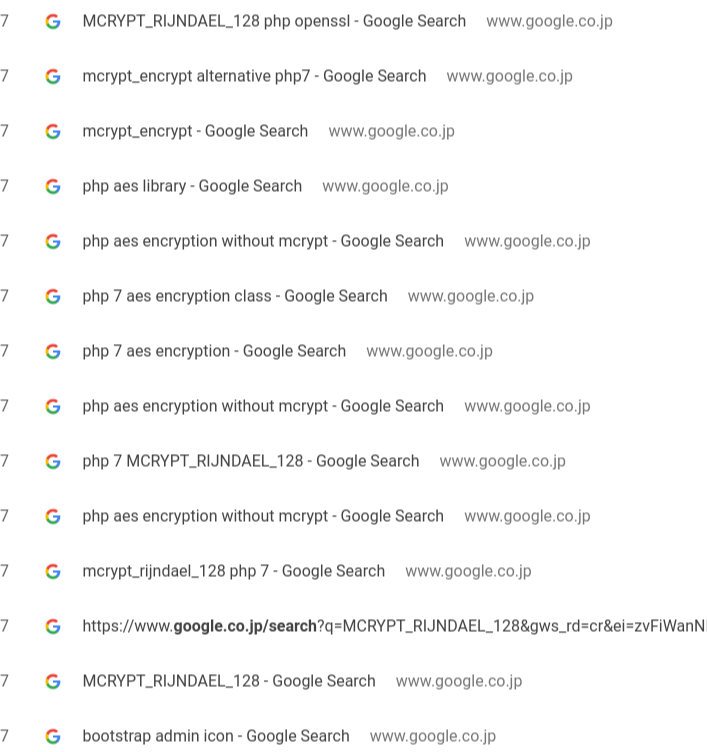 7 MCRYPT_RIJNDAEL_128 php openssl - Google Search www.google.co.jp
7 mcrypt_encrypt alternative php7 - Google Search www.google.co.jp
7 mcrypt_encrypt - Google Search www.google.co.jp
7 php aes library - Google Search www.google.co.jp
7 php aes encryption without mcrypt - Google Search www.google.co.jp
7 php 7 aes encryption class - Google Search www.google.co.jp
7 php 7 aes encryption - Google Search www.google.co.jp
7 php aes encryption without mcrypt - Google Search www.google.co.jp
7 php 7 MCRYPT_RIJNDAEL_128 - Google Search www.google.co.jp
7 php aes encryption without mcrypt - Google Search www.google.co.jp
7 mcrypt_rijndael_128 php 7 - Google Search www.google.co.jp
7 https://www.google.co.jp/search?q=MCRYPT_RIJNDAEL_128&gws_rd=cr&ei=zvFiWanN
7 MCRYPT_RIJNDAEL_128 - Google Search www.google.co.jp
7 bootstrap admin icon - Google Search www.google.co.jp